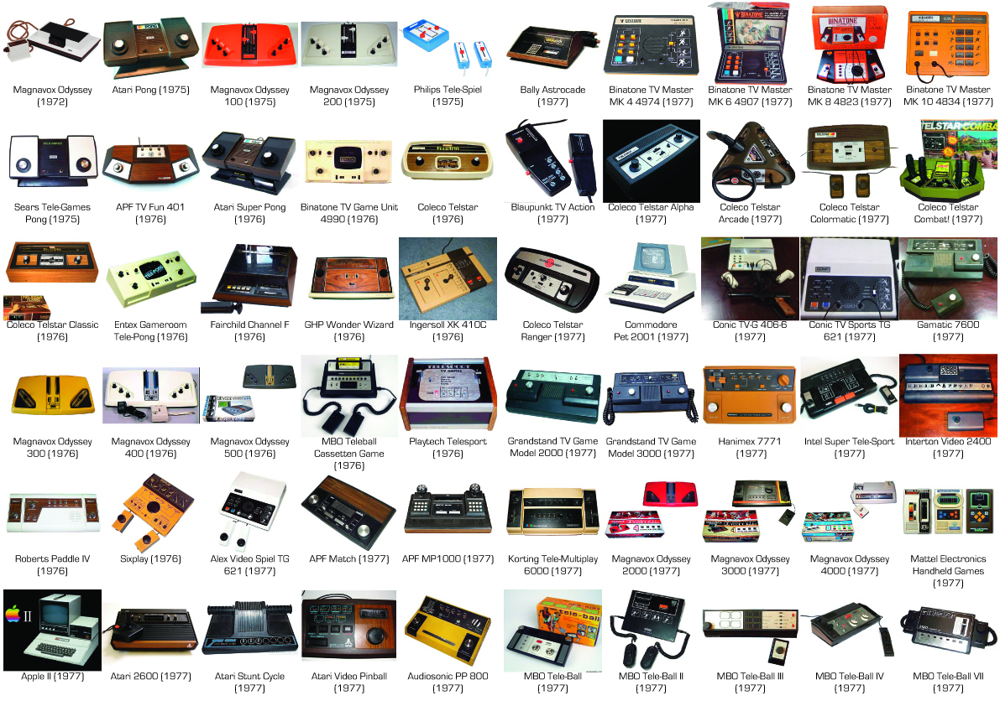 Magnavox Odyssey
(1972)
Atari Pong (1975)
Magnavox Odyssey
100 (1975)
Magnavox Odyssey
200 (1975)
Philips Tele-Spiel
(1975)
Bally Astrocade
(1977)
Binatone TV Master
MK 4 4974 (1977)
Binatone TV Master
MK 6 4907 (1977)
Binatone TV Master
MK 8 4823 (1977)
Binatone TV Master
MK 10 4834 (1977)
Sears Tele-Games
Pong (1975)
APF TV Fun 401
(1976)
Atari Super Pong
(1976)
Binatone TV Game Unit
4990 (1976)
Coleco Telstar
(1976)
Blaupunkt TV Action
(1977)
Coleco Telstar Alpha
(1977)
Coleco Telstar
Arcade (1977)
Coleco Telstar
Colormatic (1977)
TELSTAR COMBAT
Coleco Telstar
Combat! (1977)
Coleco Telstar Classic
(1976)
Entex Gameroom
Tele-Pong (1976)
Fairchild Channel F
(1976)
GHP Wonder Wizard
(1976)
Ingersoll XK 410C
(1976)
Coleco Telstar
Ranger (1977)
Commodore
Pet 2001 (1977)
Conic TV-G 406-6
(1977)
Conic TV Sports TG
621 (1977)
Gamatic 7600
(1977)
Magnavox Odyssey
300 (1976)
Magnavox Odyssey
400 (1976)
Magnavox Odyssey
500 (1976)
MBO Teleball
Cassetten Game
(1976)
TELESPORT
TV GAMES
Playtech Telesport
(1976)
Grandstand TV Game
Model 2000 (1977)
Grandstand TV Game
Model 3000 (1977)
Hanimex 7771
(1977)
Intel Super Tele-Sport
(1977)
Interton Video 2400
(1977)
Roberts Paddle IV
(1976)
Sixplay (1976)
Alex Video Spiel TG
621 (1977)
APF Match (1977)
APF MP1000 (1977)
Korting Tele-Multiplay
6000 (1977)
Magnavox Odyssey
2000 (1977)
Magnavox Odyssey
3000 (1977)
Magnavox Odyssey
4000 (1977)
Mattel Electronics
Handheld Games
(1977)
II
Apple II (1977)
Atari 2600 (1977)
Atari Stunt Cycle
(1977)
Atari Video Pinball
(1977)
Audiosonic PP 800
(1977)
tele-ball
MBO Tele-Ball
(1977)
MBO Tele-Ball II
(1977)
MBO Tele-Ball III
(1977)
MBO Tele-Ball IV
(1977)
MBO Tele-Ball VII
(1977)